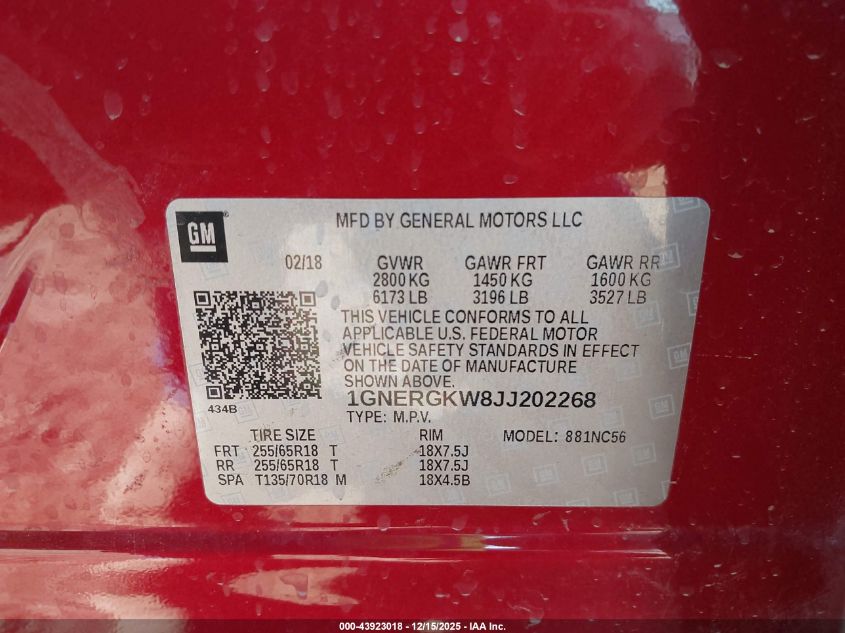 GM ®
MFD BY GENERAL MOTORS LLC
02/18 GVWR GAWR FRT GAWR RR
2800 KG 1450 KG 1600 KG
6173 LB 3196 LB 3527 LB
THIS VEHICLE CONFORMS TO ALL
APPLICABLE U.S. FEDERAL MOTOR
VEHICLE SAFETY STANDARDS IN EFFECT
ON THE DATE OF MANUFACTURE
SHOWN ABOVE.
434B
1GNERGKW8JJ202268
TYPE: M.P.V.
TIRE SIZE RIM MODEL: 881NC56
FRT 255/65R18 T 18X7.5J
RR 255/65R18 T 18X7.5J
SPA T135/70R18 M 18X4.5B
000-43923018 - 12/15/2025 - IAA Inc.